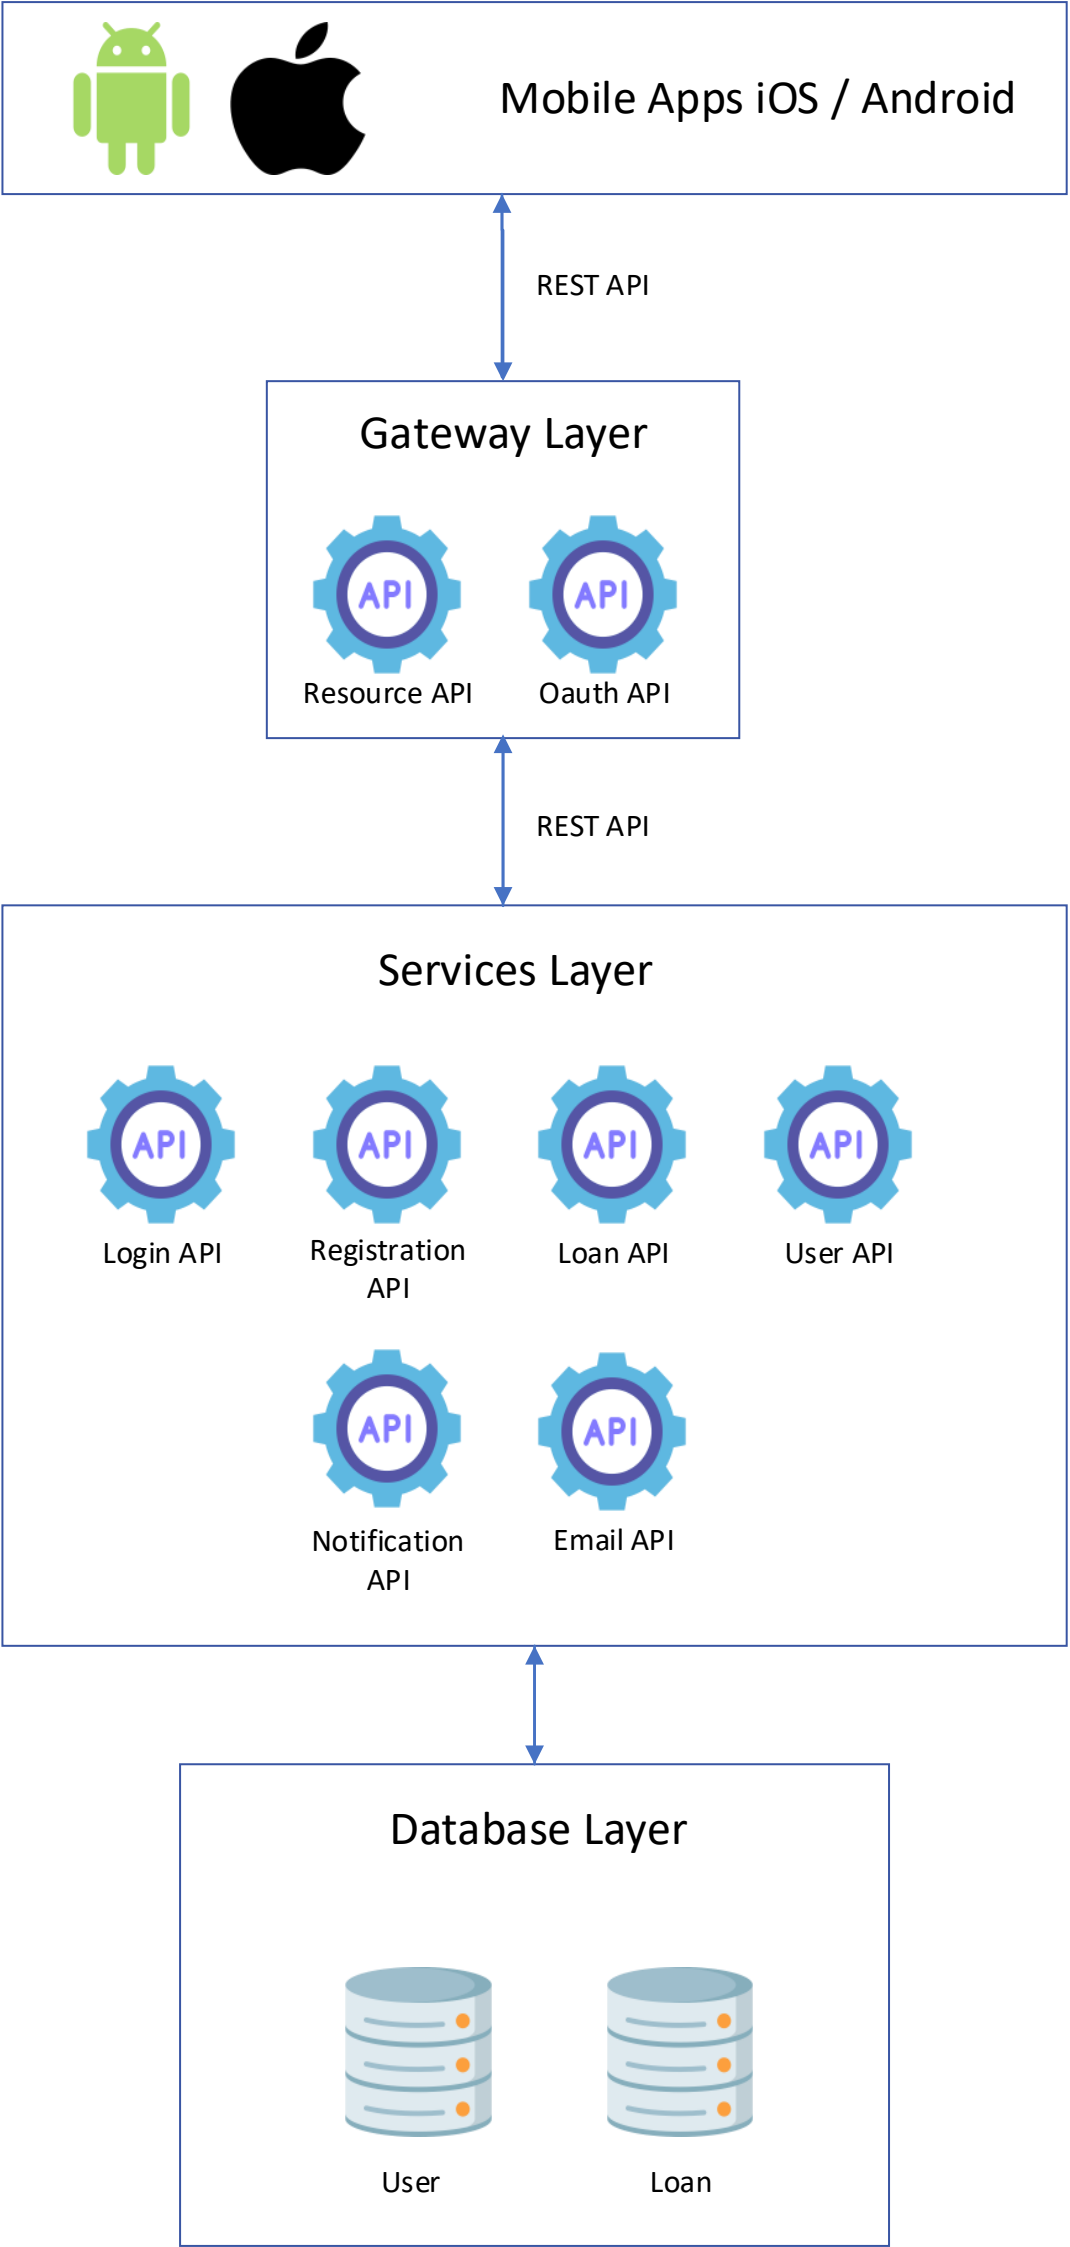 Mobile Apps iOS / Android
REST API
Gateway Layer
API
API
Resource API
Oauth API
REST API
Services Layer
API
API
API
API
Login API
Registration
API
Loan API
User API
API
API
Notification
API
Email API
Database Layer
User
Loan